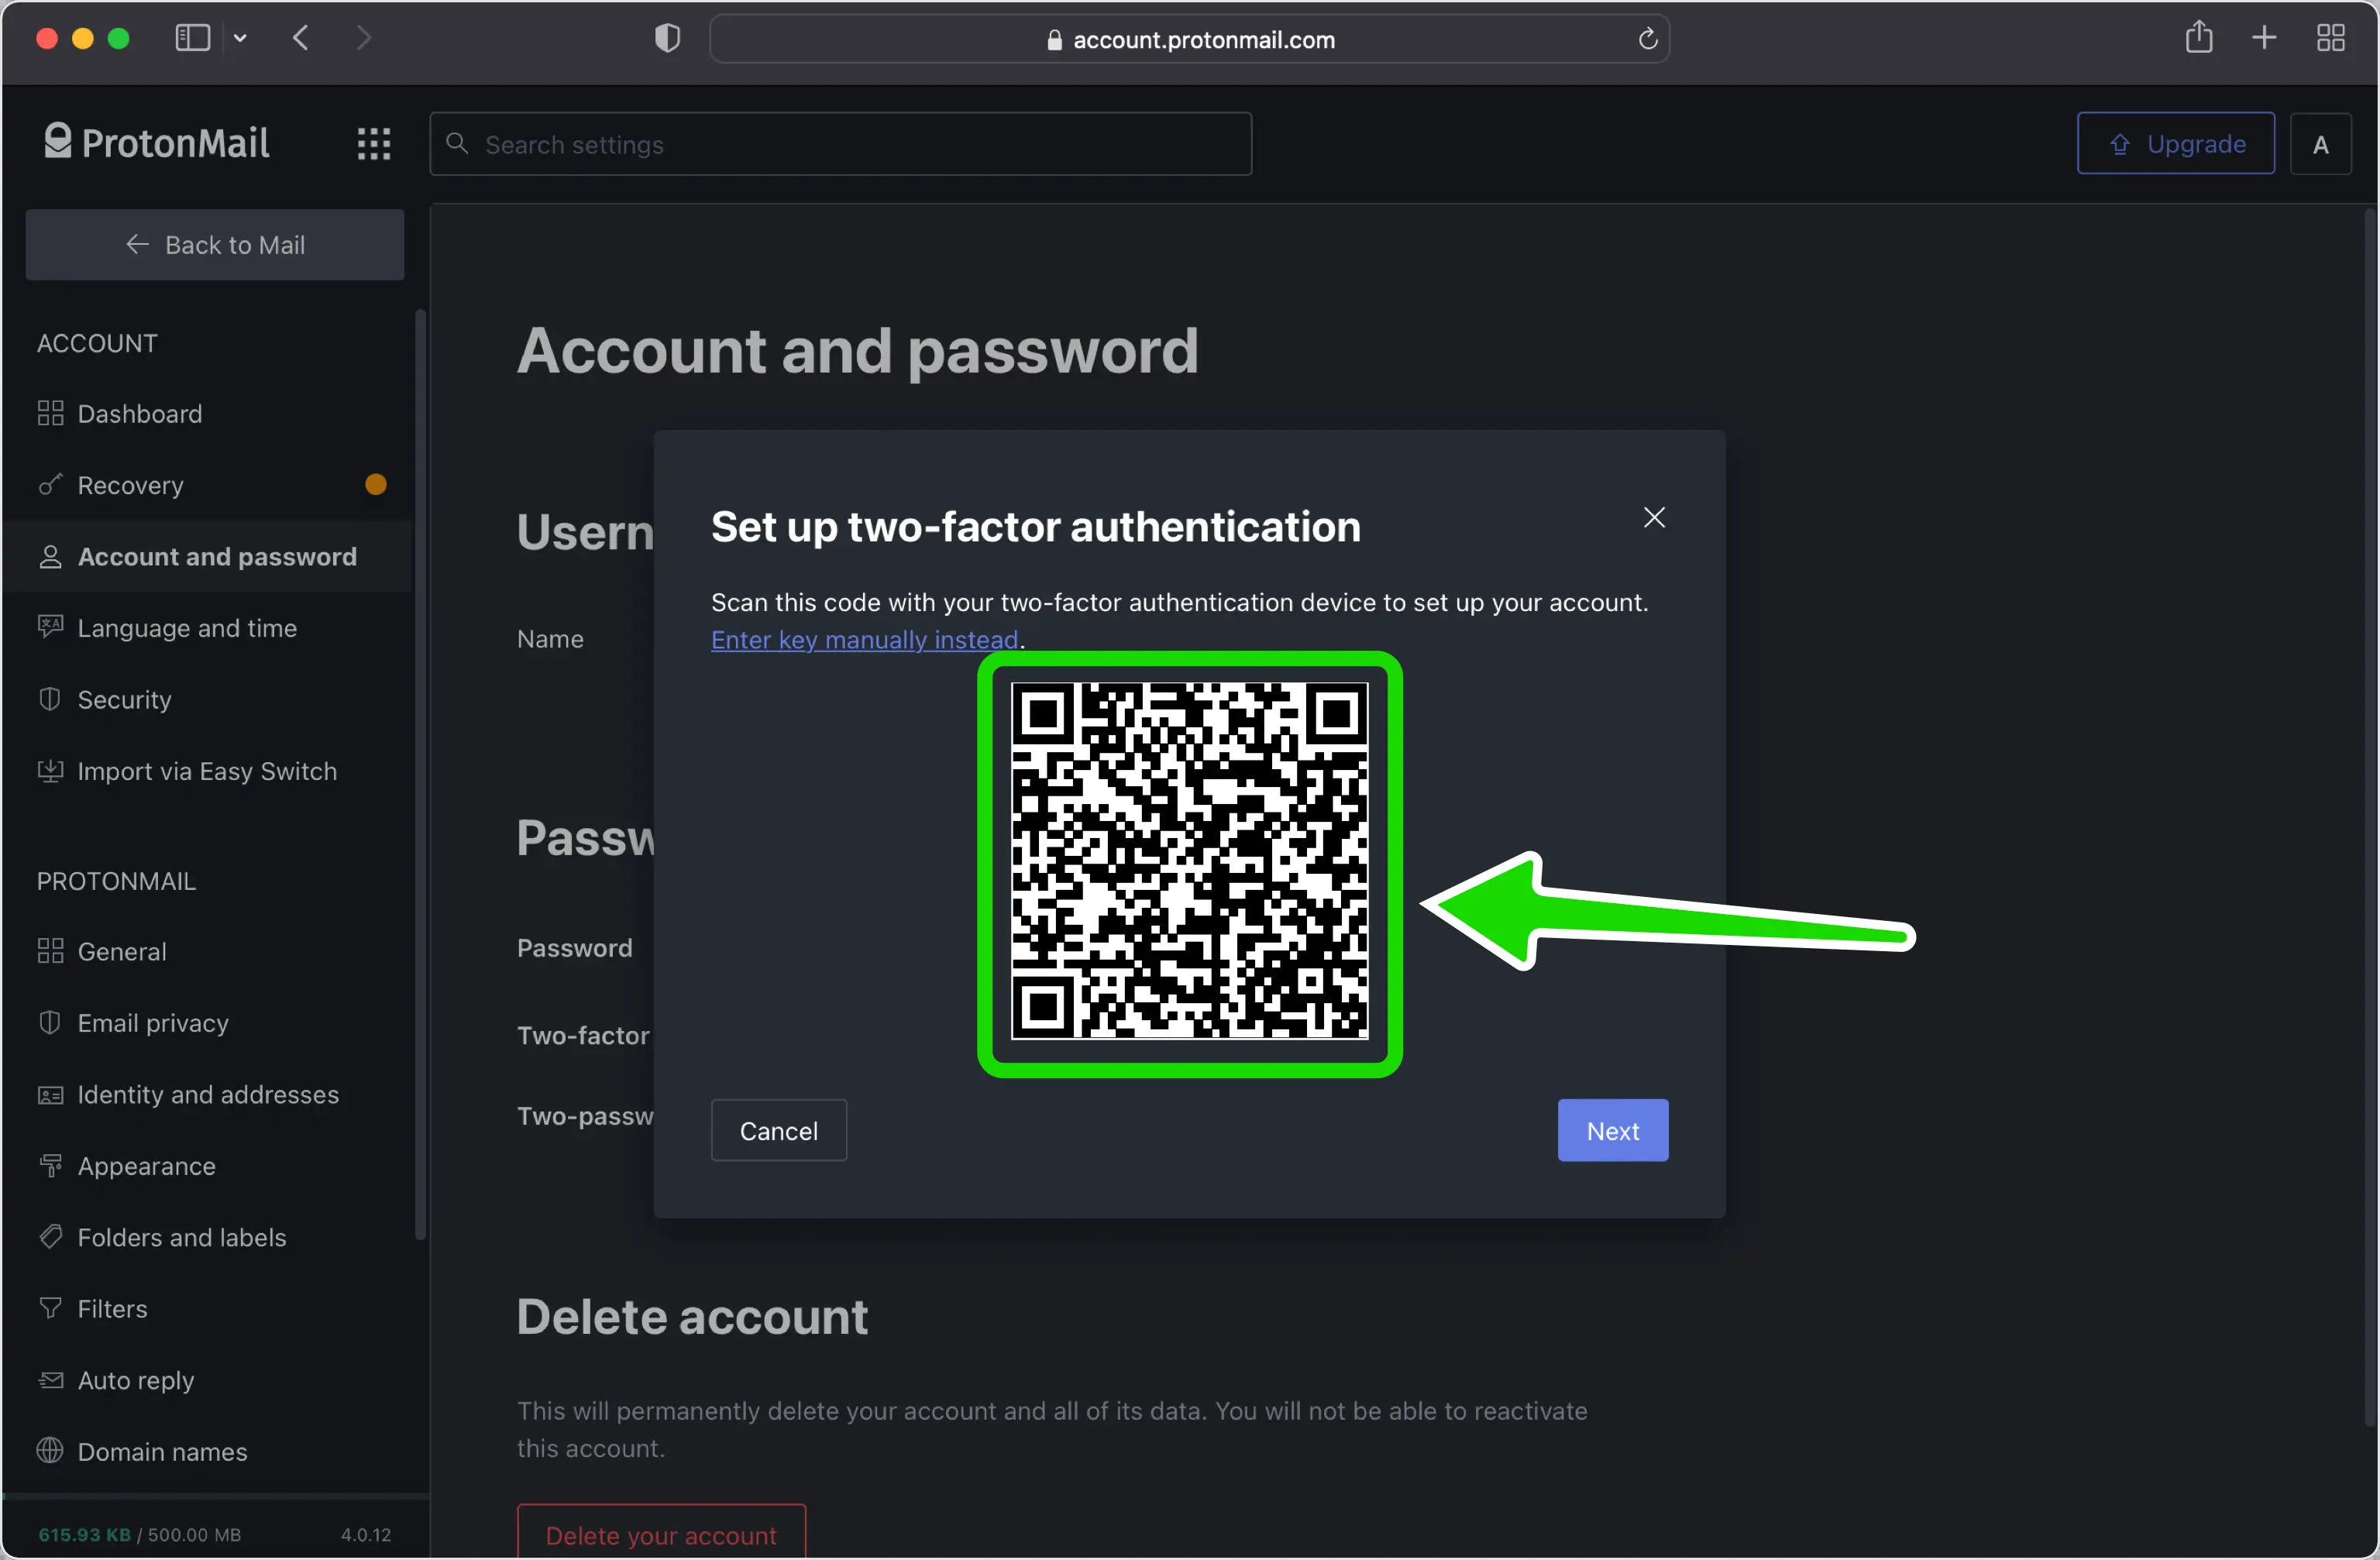 account.protonmail.com
ProtonMail
Search settings
Upgrade
A
Back to Mail
ACCOUNT
Dashboard
Recovery
Account and password
Language and time
Security
Import via Easy Switch
PROTONMAIL
General
Email privacy
Identity and addresses
Appearance
Folders and labels
Filters
Auto reply
Domain names
615.93 KB / 500.00 MB
4.0.12
Account and password
Usern
Name
Passw
Password
Two-factor
Two-passw
Set up two-factor authentication
Scan this code with your two-factor authentication device to set up your account.
Enter key manually instead.
Cancel
Next
Delete account
This will permanently delete your account and all of its data. You will not be able to reactivate
this account.
Delete your account